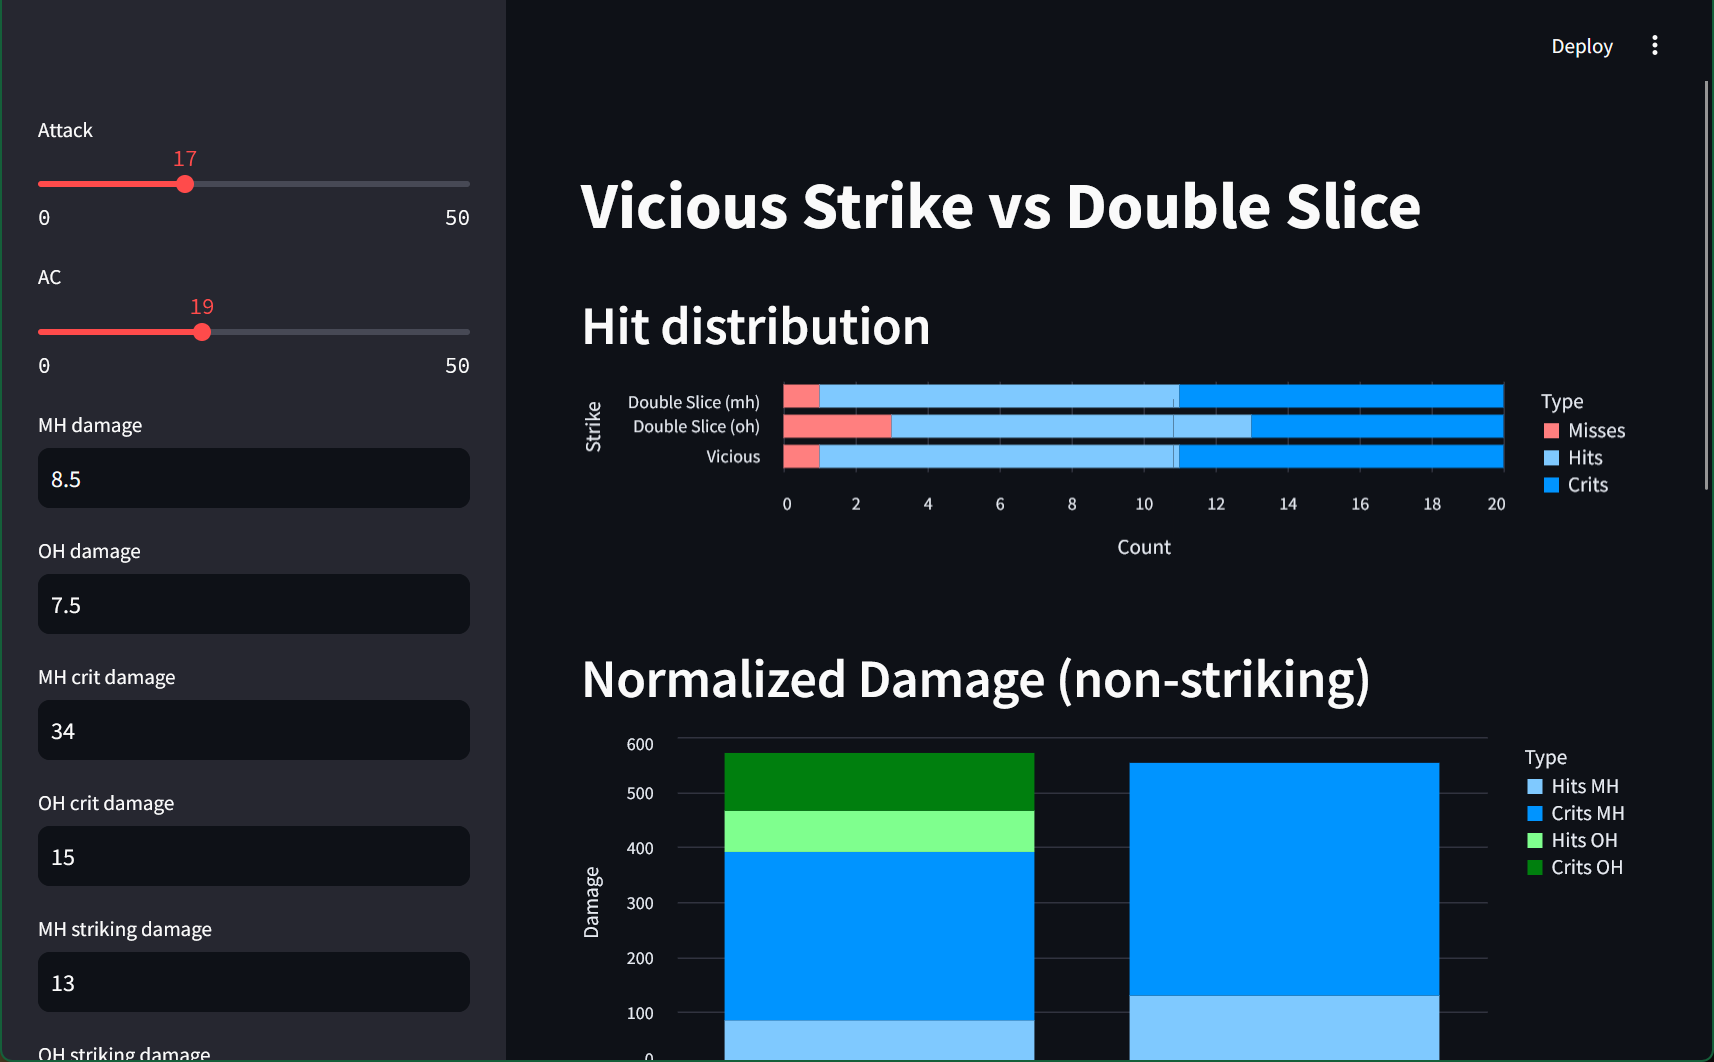 Deploy
Attack
17
0 50
AC
19
0 50
MH damage
8.5
OH damage
7.5
MH crit damage
34
OH crit damage
15
MH striking damage
13
OH striking damage
Vicious Strike vs Double Slice
Hit distribution
Strike
Double Slice (mh)
Double Slice (oh)
Vicious
0 2 4 6 8 10 12 14 16 18 20
Count
Type
Misses
Hits
Crits
Normalized Damage (non-striking)
Damage
600
500
400
300
200
100
0
Type
Hits MH
Crits MH
Hits OH
Crits OH